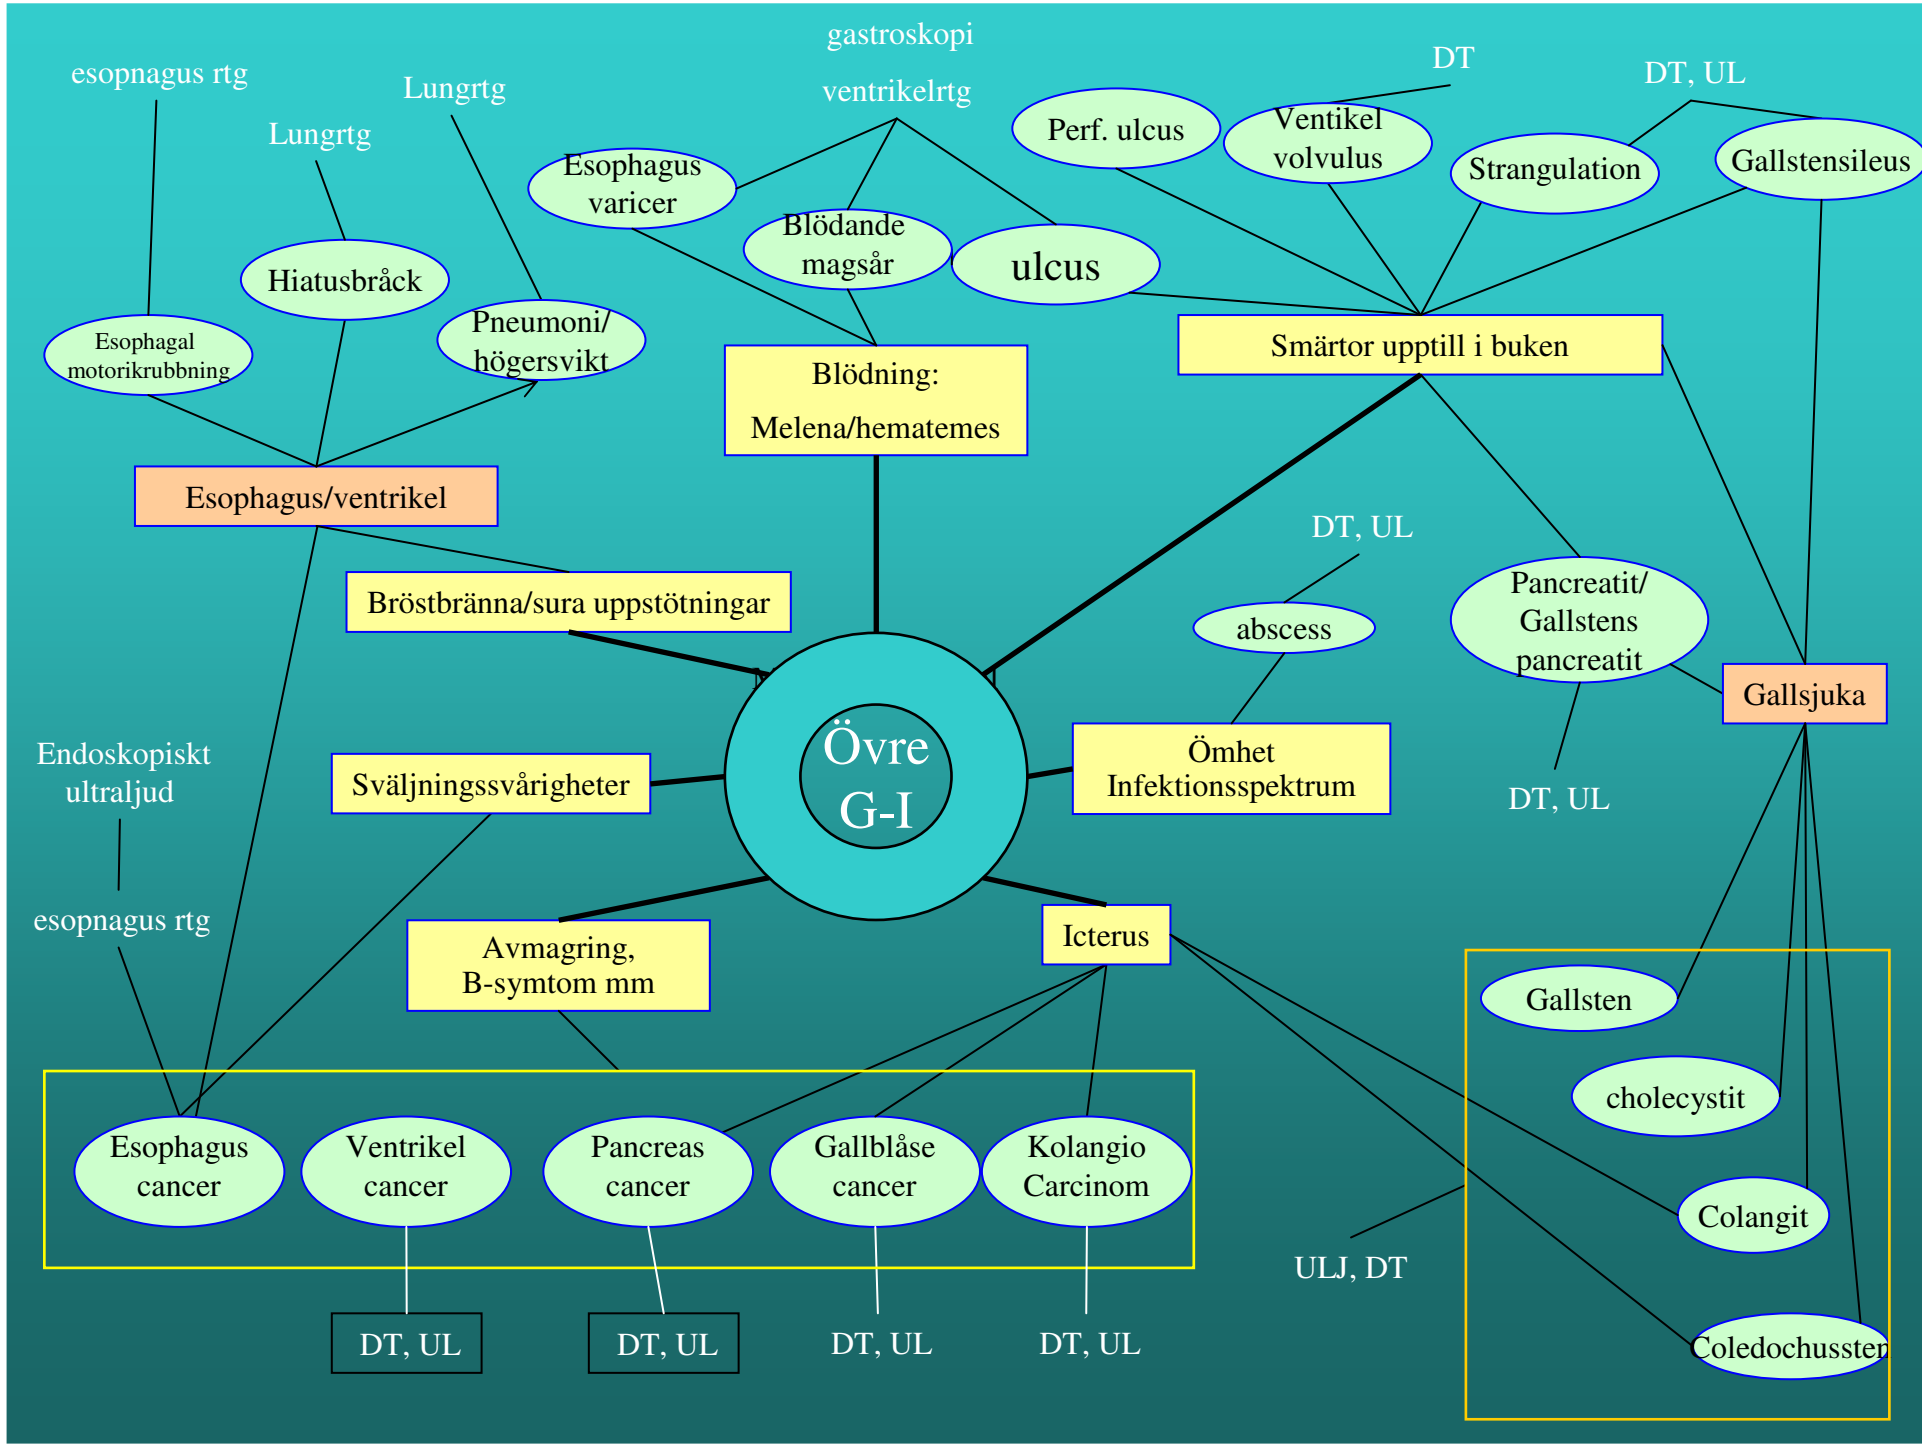 gastroskopi
ventrikelrtg
DT
DT, UL
esopnagus rtg
Lungrtg
Lungrtg
Perf. ulcus
Ventikel
volvulus
Strangulation
Gallstensileus
Esophagus
varicer
Blödande
magsår
ulcus
Hiatusbråck
Pneumoni/
högersvikt
Esophagal
motorikrubbning
Blödning:
Melena/hematemes
Smärtor upptill i buken
Esophagus/ventrikel
Bröstbränna/sura uppstötningar
DT, UL
abscess
Pancreatit/
Gallstens
pancreatit
Gallsjuka
DT, UL
Övre
G-I
Ömhet
Infektionsspektrum
Sväljningssvårigheter
Endoskopiskt
ultraljud
esopnagus rtg
Avmagring,
B-symtom mm
Icterus
Gallsten
cholecystit
Colangit
Coledochussten
ULJ, DT
Esophagus
cancer
Ventrikel
cancer
Pancreas
cancer
Gallblåse
cancer
Kolangio
Carcinom
DT, UL
DT, UL
DT, UL
DT, UL